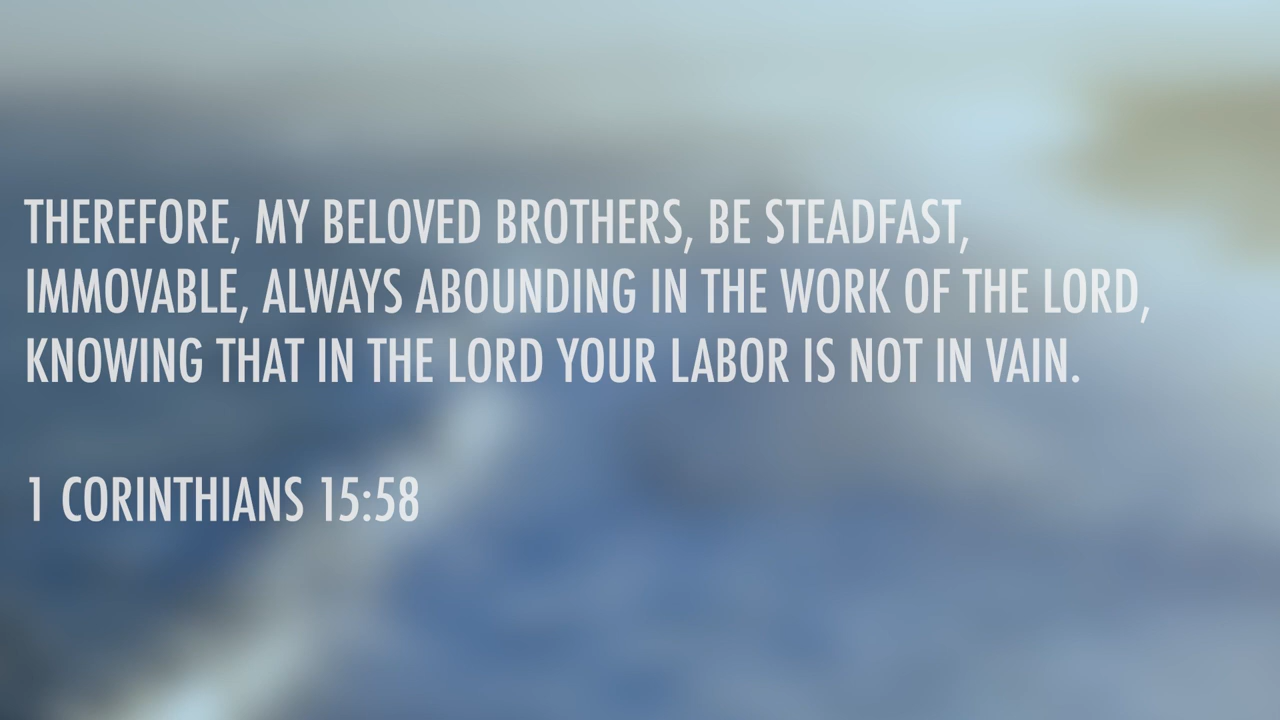 THEREFORE, MY BELOVED BROTHERS, BE STEADFAST,
IMMOVABLE, ALWAYS ABOUNDING IN THE WORK OF THE LORD,
KNOWING THAT IN THE LORD YOUR LABOR IS NOT IN VAIN.
1 CORINTHIANS 15:58